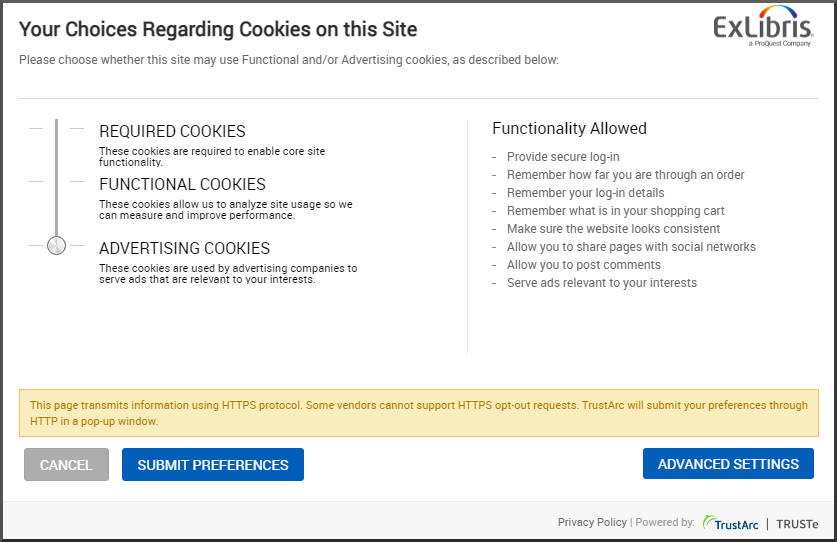 Your Choices Regarding Cookies on this Site
ExLibris.
a ProQuest Company
Please choose whether this site may use Functional and/or Advertising cookies, as described below:
REQUIRED COOKIES
These cookies are required to enable core site
functionality.
FUNCTIONAL COOKIES
These cookies allow us to analyze site usage so we
can measure and improve performance.
ADVERTISING COOKIES
These cookies are used by advertising companies to
serve ads that are relevant to your interests.
Functionality Allowed
- Provide secure log-in
- Remember how far you are through an order
- Remember your log-in details
- Remember what is in your shopping cart
- Make sure the website looks consistent
- Allow you to share pages with social networks
- Allow you to post comments
- Serve ads relevant to your interests
This page transmits information using HTTPS protocol. Some vendors cannot support HTTPS opt-out requests. TrustArc will submit your preferences through
HTTP in a pop-up window.
CANCEL
SUBMIT PREFERENCES
ADVANCED SETTINGS
Privacy Policy | Powered by: TrustArc | TRUSTe